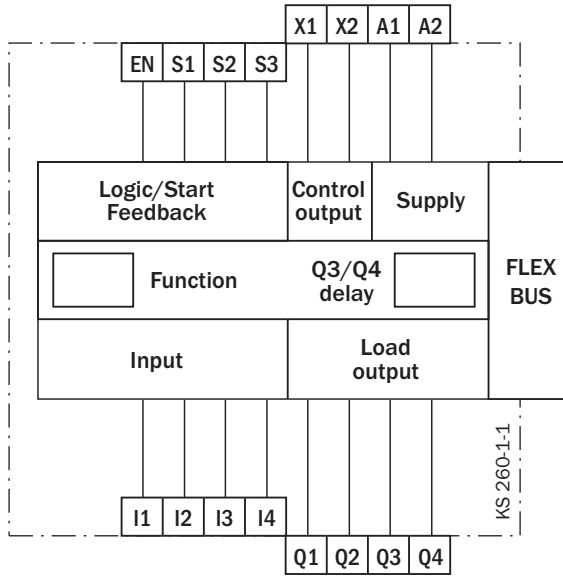 X1 X2 A1 A2
EN S1 S2 S3
Logic/Start
Feedback
Control
output
Supply
FLEX
BUS
Function
Q3/Q4
delay
Input
Load
output
KS 260-1-1
I1 I2 I3 I4
Q1 Q2 Q3 Q4